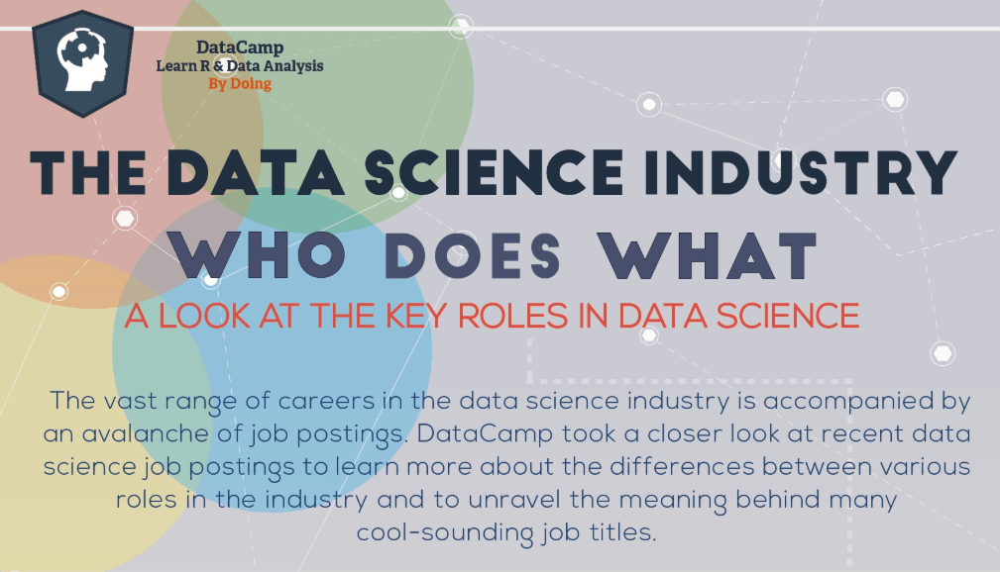 DataCamp
Learn R & Data Analysis
By Doing
THE DATA SCIENCE INDUSTRY
WHO DOES WHAT
A LOOK AT THE KEY ROLES IN DATA SCIENCE
The vast range of careers in the data science industry is accompanied by
an avalanche of job postings. DataCamp took a closer look at recent data
science job postings to learn more about the differences between various
roles in the industry and to unravel the meaning behind many
cool-sounding job titles.